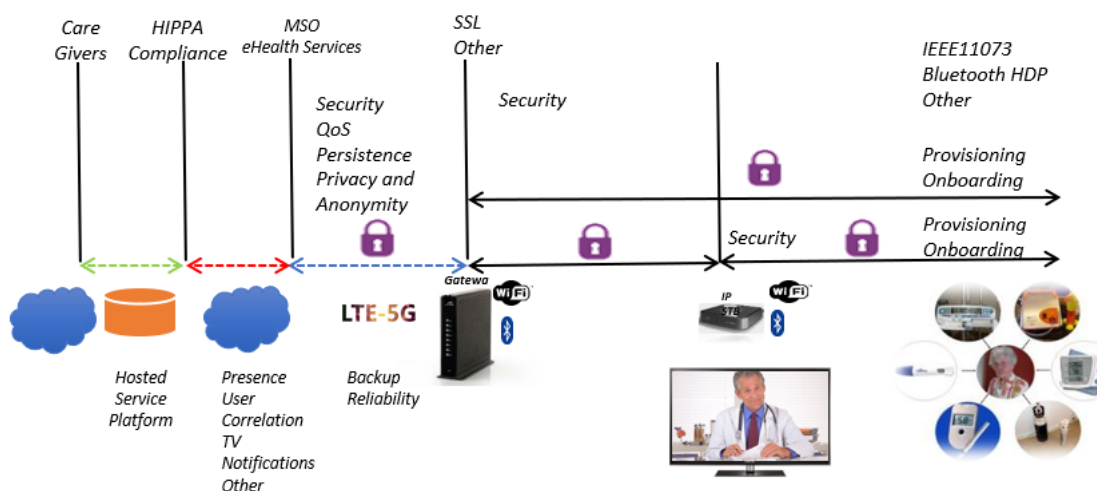 Care
Givers
HIPPA
Compliance
MSO
eHealth Services
SSL
Other
IEEE11073
Bluetooth HDP
Other
Security
QoS
Persistence
Privacy and
Anonymity
Security
Provisioning
Onboarding
Security
Provisioning
Onboarding
LTE-5G
Gatewa
WiFi
IP
STB
WiFi
Hosted
Service
Platform
Presence
User
Correlation
TV
Notifications
Other
Backup
Reliability